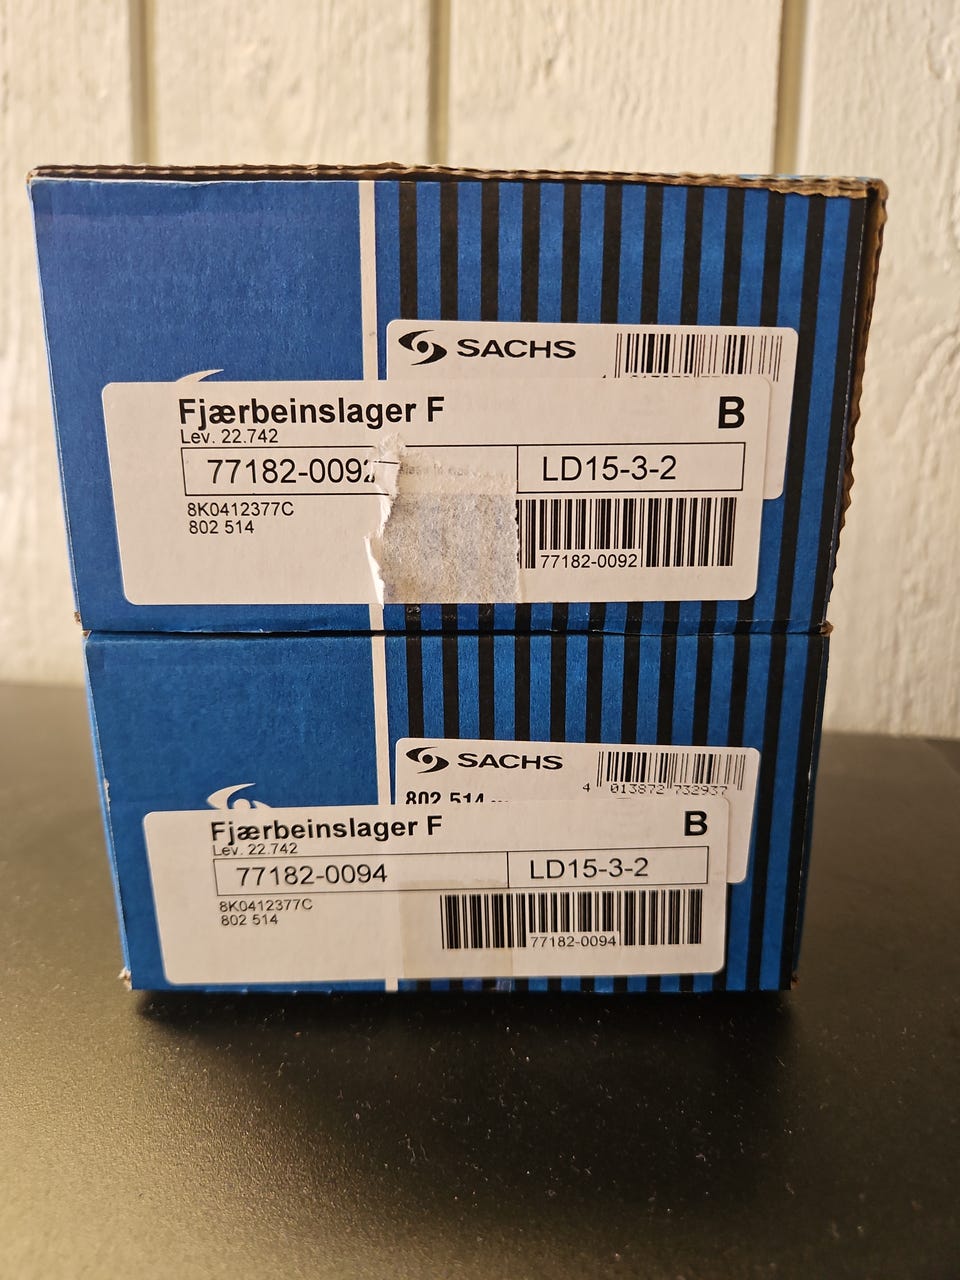 SACHS
Fjærbeinslager F
B
Lev. 22.742
77182-0092
LD15-3-2
8K0412377C
802 514
77182-0092
SACHS
4 013872 732937
802 514
Fjærbeinslager F
B
Lev. 22.742
77182-0094
LD15-3-2
8K0412377C
802 514
77182-0094